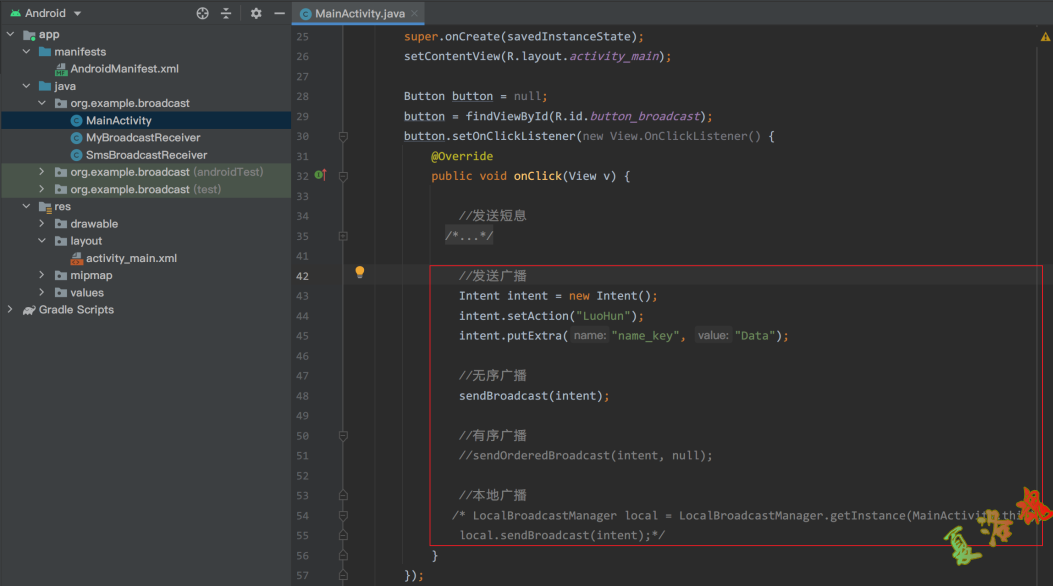 Android
MainActivity.java
app
manifests
AndroidManifest.xml
java
org.example.broadcast
MainActivity
MyBroadcastReceiver
SmsBroadcastReceiver
org.example.broadcast (androidTest)
org.example.broadcast (test)
res
drawable
layout
activity_main.xml
mipmap
values
Gradle Scripts
25 super.onCreate(savedInstanceState);
26 setContentView(R.layout.activity_main);
27
28 Button button = null;
29 button = findViewById(R.id.button_broadcast);
30 button.setOnClickListener(new View.OnClickListener() {
31 @Override
32 public void onClick(View v) {
33
34 //发送短息
35 /*...*/
41
42 //发送广播
43 Intent intent = new Intent();
44 intent.setAction("LuoHun");
45 intent.putExtra( name: "name_key", value: "Data");
46
47 //无序广播
48 sendBroadcast(intent);
49
50 //有序广播
51 //sendOrderedBroadcast(intent, null);
52
53 //本地广播
54 /* LocalBroadcastManager local = LocalBroadcastManager.getInstance(MainActivity.thi
55 local.sendBroadcast(intent);*/
56 }
57 });